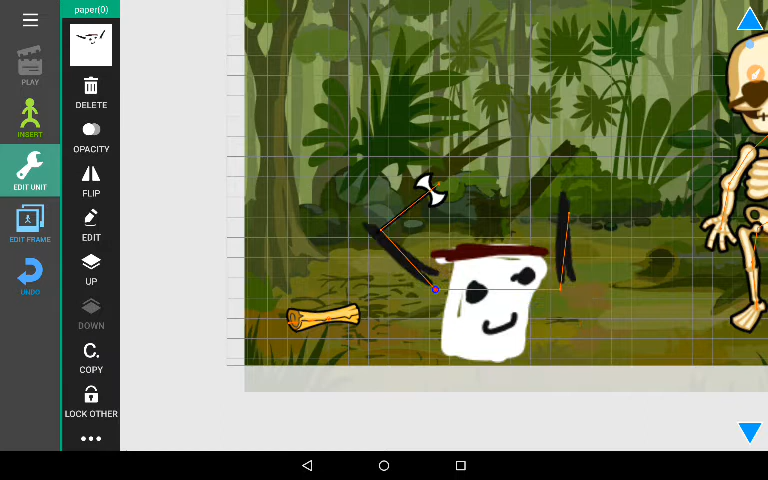 paper(0)
PLAY
INSERT
EDIT UNIT
EDIT FRAME
UNDO
DELETE
OPACITY
FLIP
EDIT
UP
DOWN
C.
COPY
LOCK OTHER